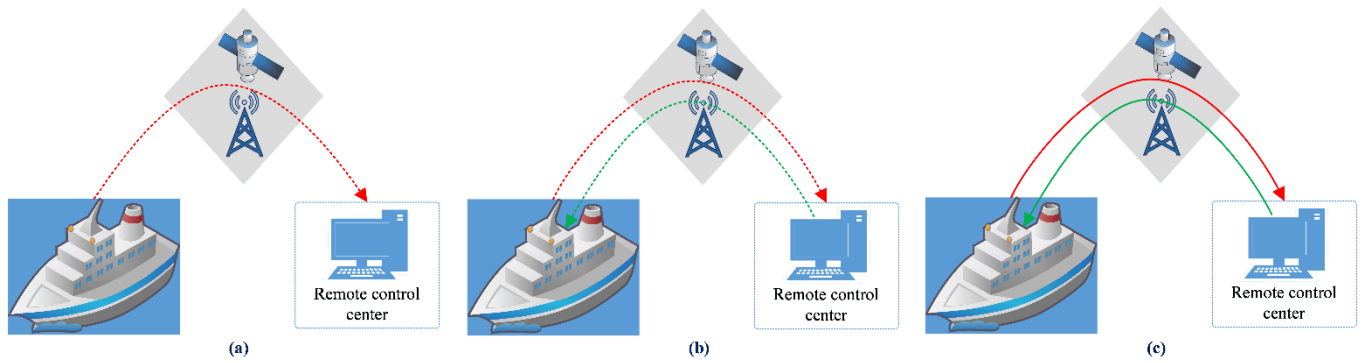 Remote control
center
Remote control
center
Remote control
center
(a)
(b)
(c)